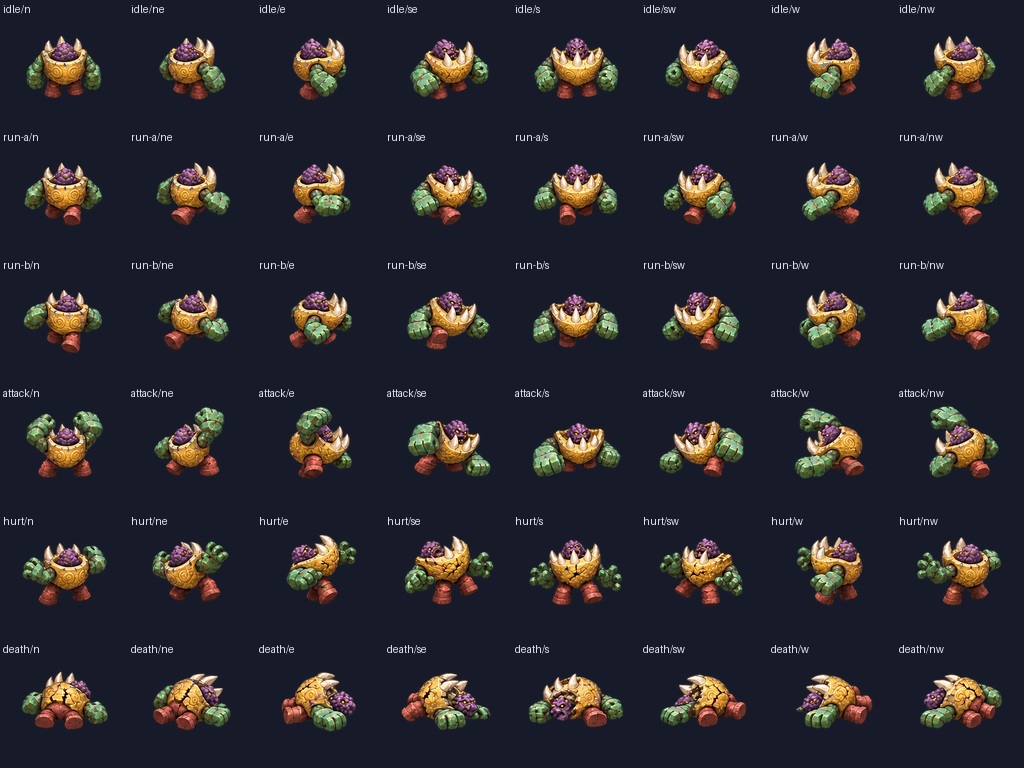 idle/n idle/ne idle/e idle/se idle/s idle/sw idle/w idle/nw
run-a/n run-a/ne run-a/e run-a/se run-a/s run-a/sw run-a/w run-a/nw
run-b/n run-b/ne run-b/e run-b/se run-b/s run-b/sw run-b/w run-b/nw
attack/n attack/ne attack/e attack/se attack/s attack/sw attack/w attack/nw
hurt/n hurt/ne hurt/e hurt/se hurt/s hurt/sw hurt/w hurt/nw
death/n death/ne death/e death/se death/s death/sw death/w death/nw